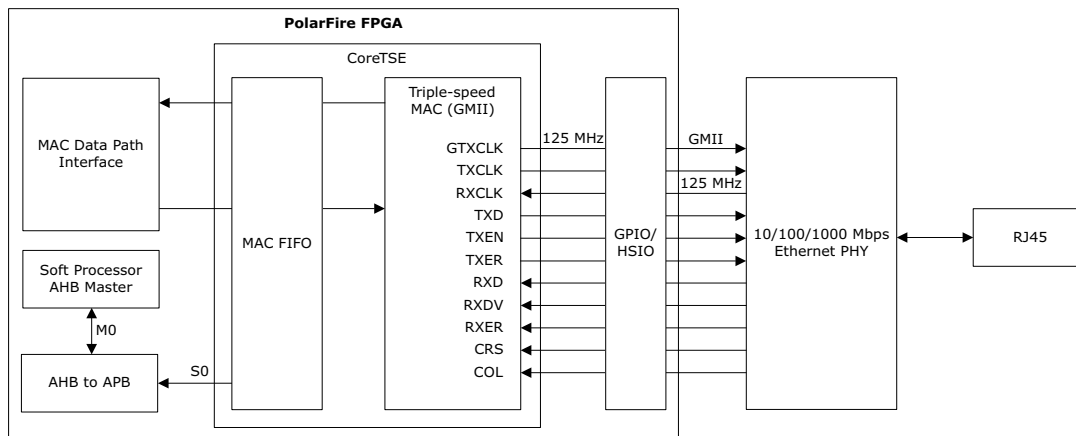 PolarFire FPGA
CoreTSE
MAC Data Path
Interface
Soft Processor
AHB Master
M0
AHB to APB
S0
MAC FIFO
Triple-speed
MAC (GMII)
GTXCLK
TXCLK
RXCLK
TXD
TXEN
TXER
RXD
RXDV
RXER
CRS
COL
125 MHz
GPIO/
HSIO
GMII
125 MHz
10/100/1000 Mbps
Ethernet PHY
RJ45